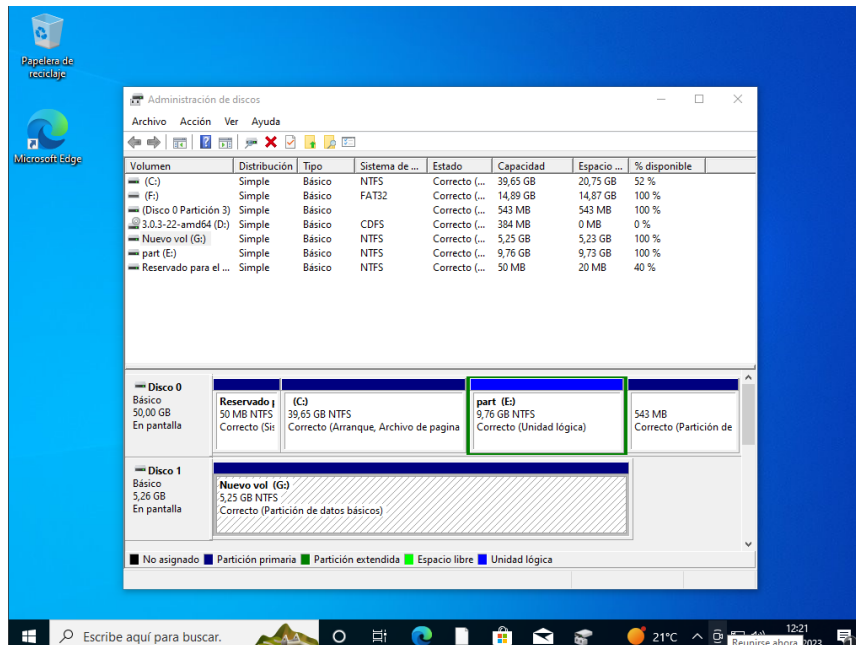 Papelera de
reciclaje
Microsoft Edge
Administración de discos
Archivo Acción Ver Ayuda
Volumen Distribución Tipo Sistema de ... Estado Capacidad Espacio ... % disponible
(C:) Simple Básico NTFS Correcto (... 39,65 GB 20,75 GB 52 %
(F:) Simple Básico FAT32 Correcto (... 14,89 GB 14,87 GB 100 %
(Disco 0 Partición 3) Simple Básico Correcto (... 543 MB 543 MB 100 %
3.0.3-22-amd64 (D:) Simple Básico CDFS Correcto (... 384 MB 0 MB 0 %
Nuevo vol (G:) Simple Básico NTFS Correcto (... 5,25 GB 5,23 GB 100 %
part (E:) Simple Básico NTFS Correcto (... 9,76 GB 9,73 GB 100 %
Reservado para el ... Simple Básico NTFS Correcto (... 50 MB 20 MB 40 %
Disco 0
Básico
50,00 GB
En pantalla
Reservado
50 MB NTFS
Correcto (Sis
(C:)
39,65 GB NTFS
Correcto (Arranque, Archivo de pagina
part (E:)
9,76 GB NTFS
Correcto (Unidad lógica)
543 MB
Correcto (Partición de
Disco 1
Básico
5,26 GB
En pantalla
Nuevo vol (G:)
5,25 GB NTFS
Correcto (Partición de datos básicos)
No asignado Partición primaria Partición extendida Espacio libre Unidad lógica
Escribe aquí para buscar.
21°C
12:21
Reunirse ahora 2023